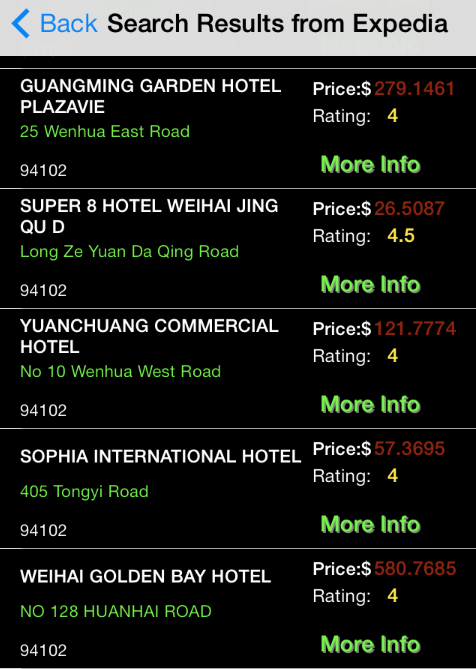 Back Search Results from Expedia
GUANGMING GARDEN HOTEL
PLAZAVIE
Price:$ 279.1461
25 Wenhua East Road
Rating: 4
94102
More Info
SUPER 8 HOTEL WEIHAI JING
QU D
Price:$ 26.5087
Long Ze Yuan Da Qing Road
Rating: 4.5
94102
More Info
YUANCHUANG COMMERCIAL
HOTEL
Price:$ 121.7774
No 10 Wenhua West Road
Rating: 4
94102
More Info
SOPHIA INTERNATIONAL HOTEL
Price:$ 57.3695
405 Tongyi Road
Rating: 4
94102
More Info
WEIHAI GOLDEN BAY HOTEL
Price:$ 580.7685
NO 128 HUANHAI ROAD
Rating: 4
94102
More Info